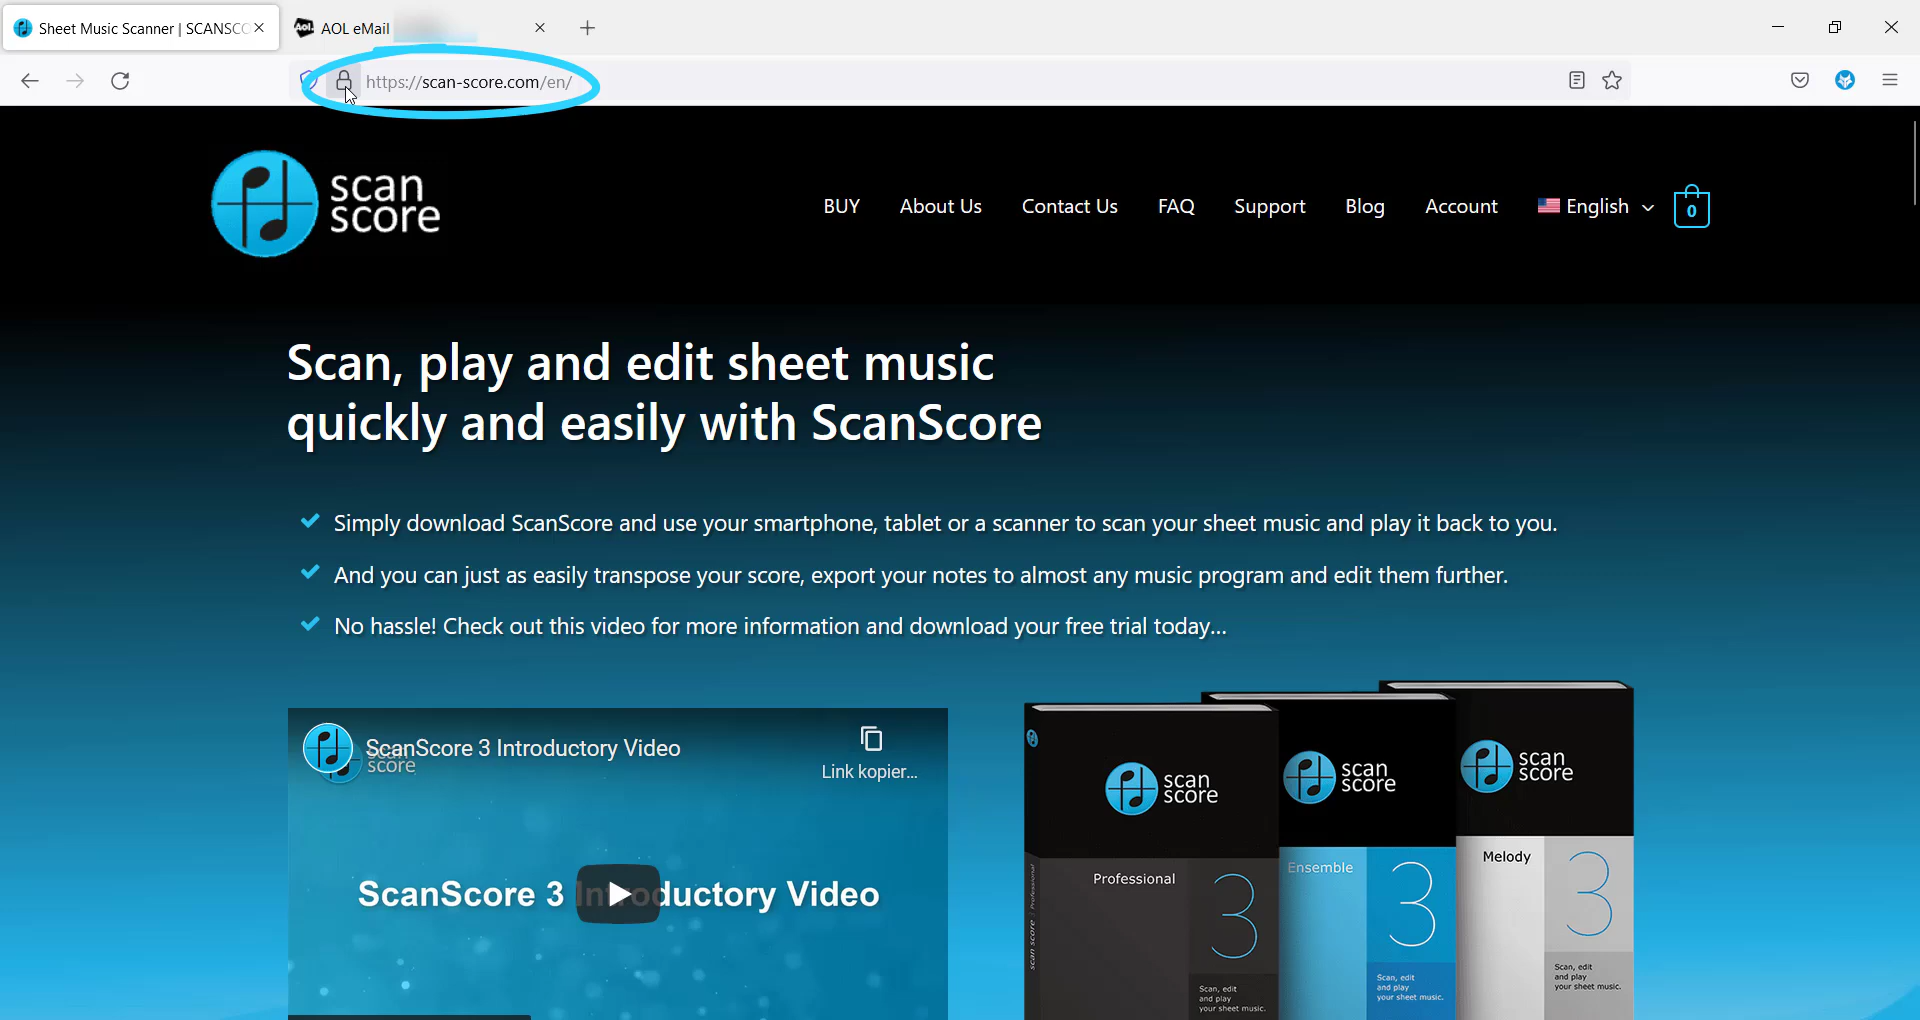 Sheet Music Scanner | SCANSCO
AOL eMail
https://scan-score.com/en/
scan
score
BUY
About Us
Contact Us
FAQ
Support
Blog
Account
English
0
Scan, play and edit sheet music
quickly and easily with ScanScore
Simply download ScanScore and use your smartphone, tablet or a scanner to scan your sheet music and play it back to you.
And you can just as easily transpose your score, export your notes to almost any music program and edit them further.
No hassle! Check out this video for more information and download your free trial today...
ScanScore 3 Introductory Video
scan
score
Link kopier...
ScanScore 3 Introductory Video
scan
score
Professional
3
Scan, edit
and play
your sheet music.
scan score | Professional
scan
score
Ensemble
3
Scan, edit
and play
your sheet music.
scan
score
Melody
3
Scan, edit
and play
your sheet music.